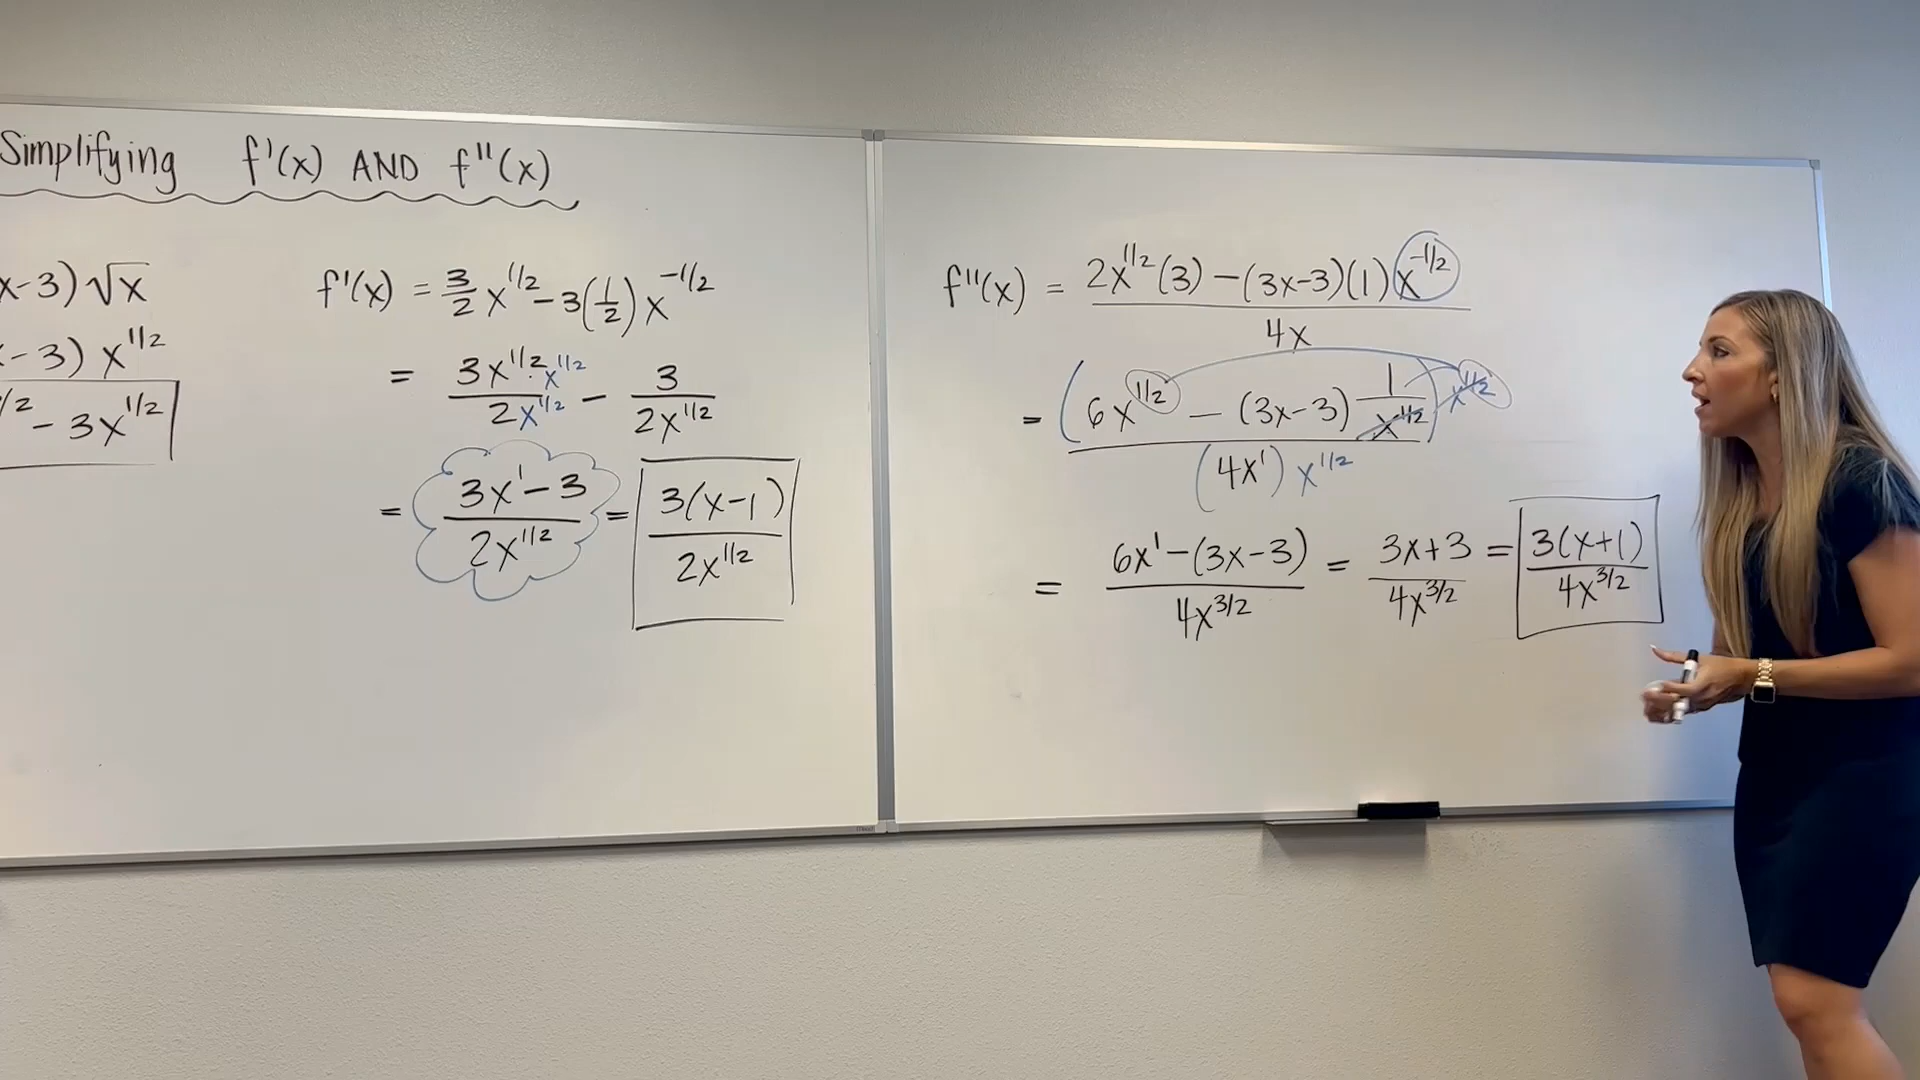 Simplifying f'(x) AND f''(x)
x-3)√x
-3) x^1/2
/2 - 3x^1/2
f'(x) = 3/2 x^1/2 - 3(1/2) x^-1/2
= 3x^1/2 · x^1/2 / 2x^1/2 - 3 / 2x^1/2
= 3x^1 - 3 / 2x^1/2 = 3(x-1) / 2x^1/2
f''(x) = 2x^1/2 (3) - (3x-3)(1) x^-1/2 / 4x
= (6x^1/2 - (3x-3) 1/x^1/2) x^1/2 / (4x^1) x^1/2
= 6x^1 - (3x-3) / 4x^3/2 = 3x+3 / 4x^3/2 = 3(x+1) / 4x^3/2